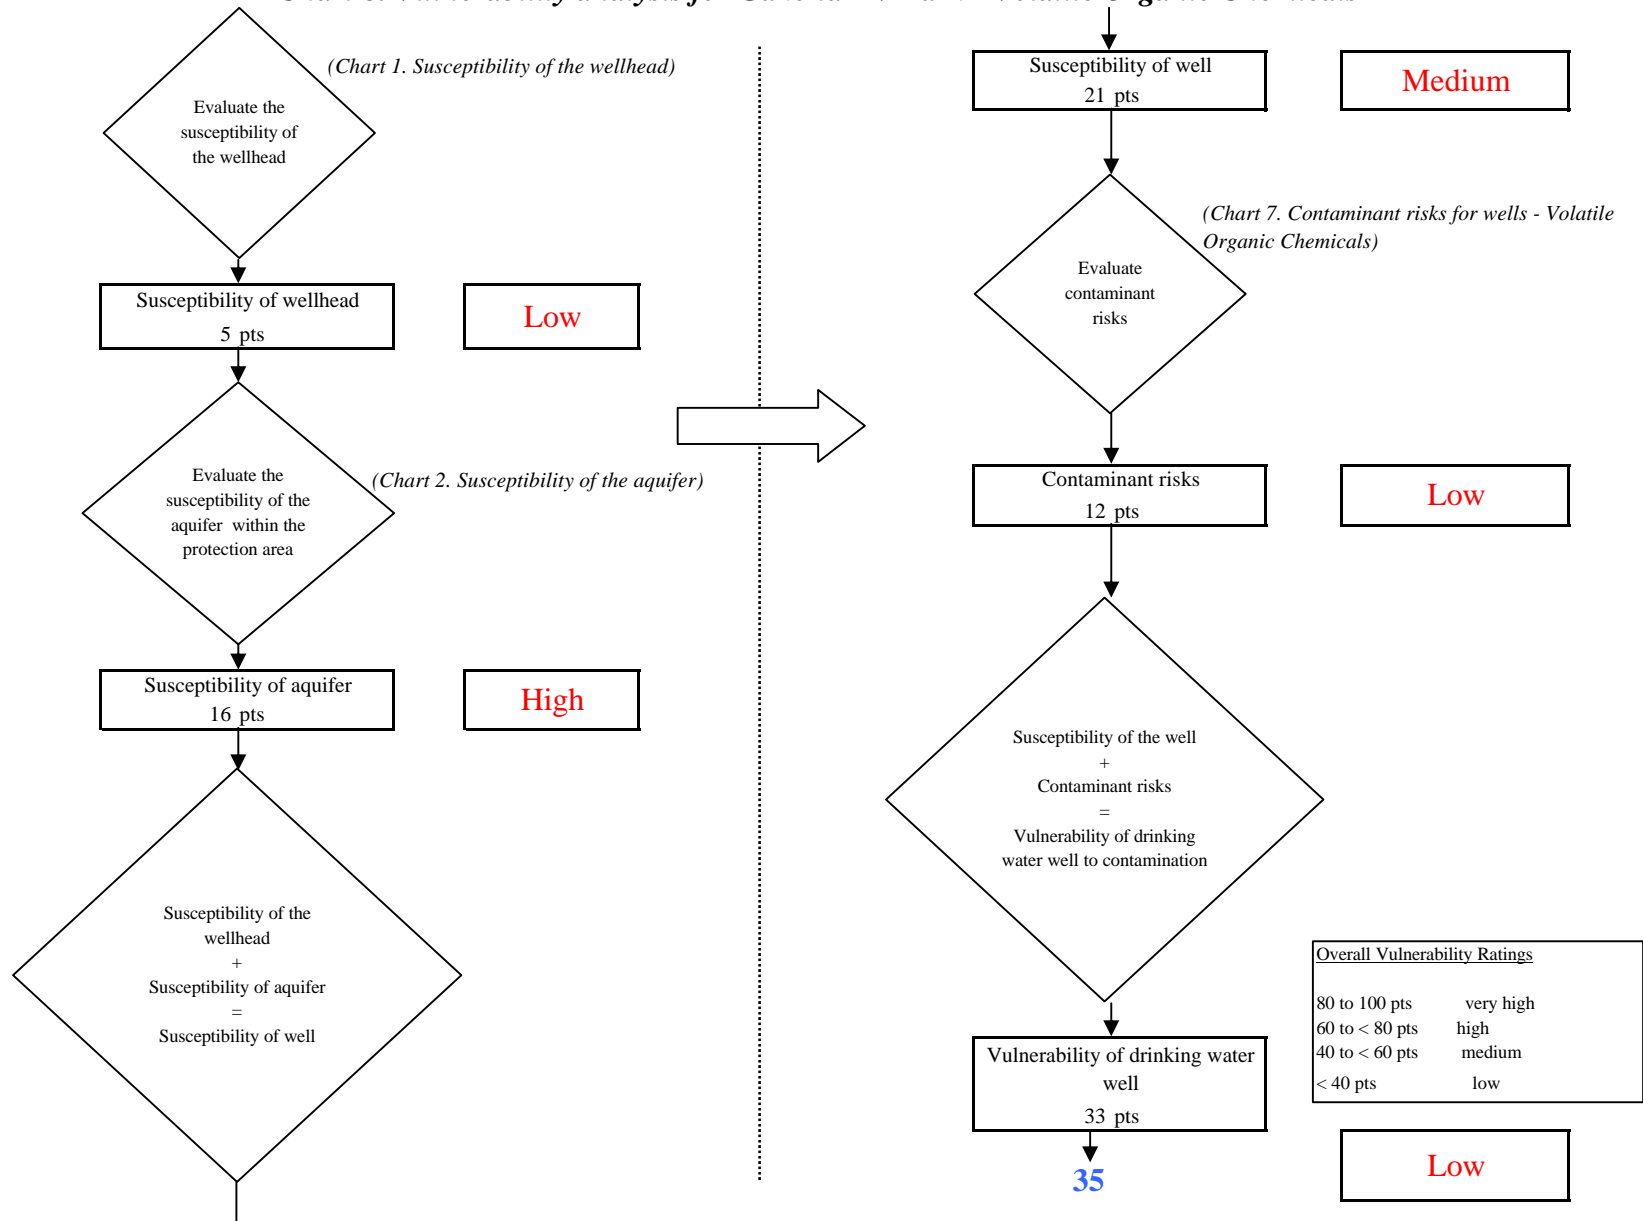 (Chart 1. Susceptibility of the wellhead)
Evaluate the
susceptibility of
the wellhead
Susceptibility of wellhead
5 pts
Low
Evaluate the
susceptibility of the
aquifer within the
protection area
(Chart 2. Susceptibility of the aquifer)
Susceptibility of aquifer
16 pts
High
Susceptibility of the
wellhead
+
Susceptibility of aquifer
=
Susceptibility of well
Susceptibility of well
21 pts
Medium
(Chart 7. Contaminant risks for wells - Volatile
Organic Chemicals)
Evaluate
contaminant
risks
Contaminant risks
12 pts
Low
Susceptibility of the well
+
Contaminant risks
=
Vulnerability of drinking
water well to contamination
Overall Vulnerability Ratings
80 to 100 pts very high
60 to < 80 pts high
40 to < 60 pts medium
< 40 pts low
Vulnerability of drinking water
well
33 pts
35
Low